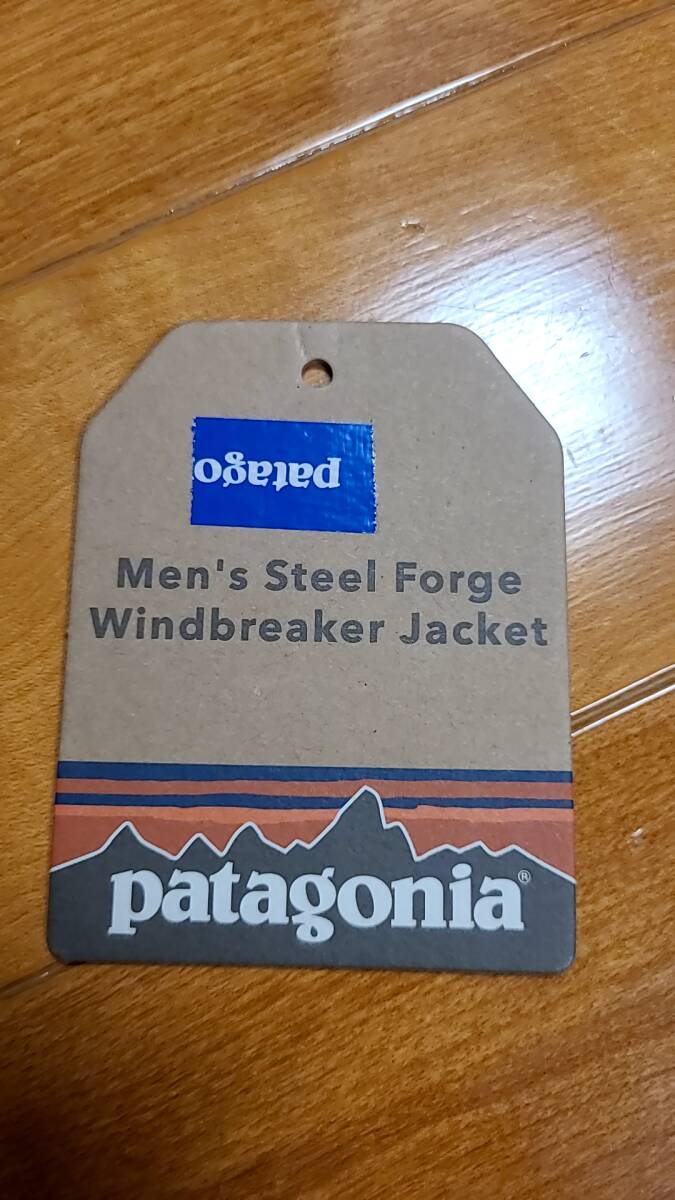 patago
Men's Steel Forge
Windbreaker Jacket
patagonia®